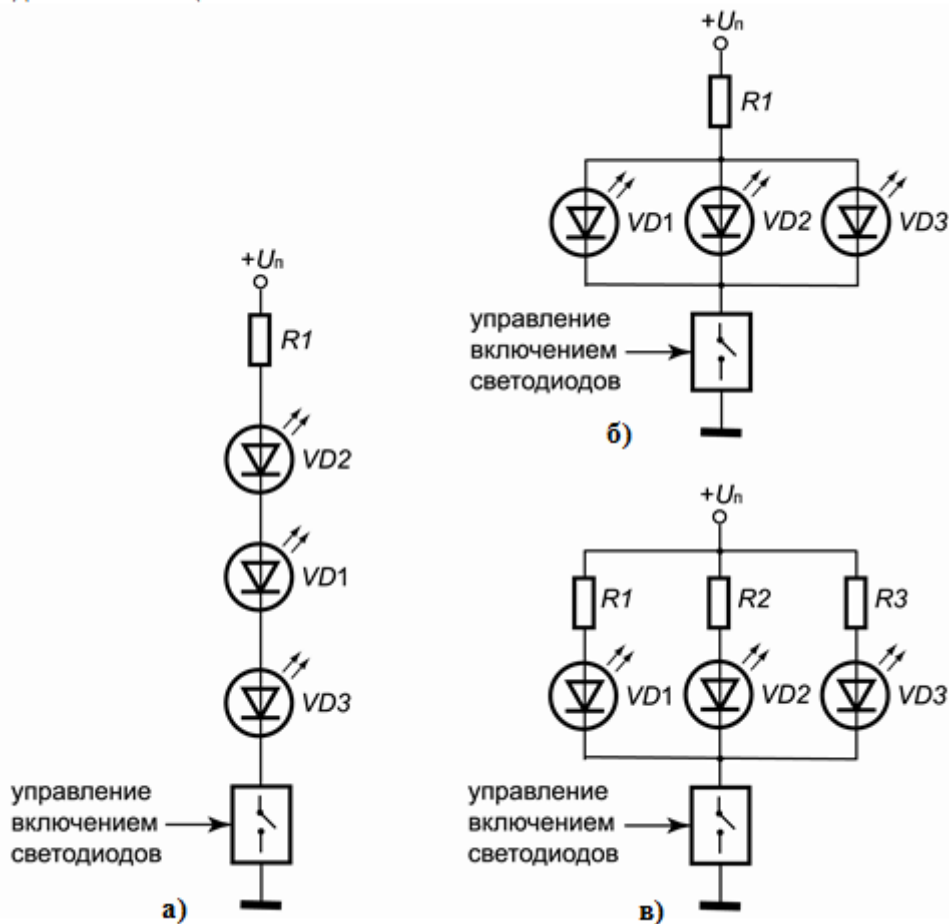 +Uп
R1
VD2
VD1
VD3
управление
включением
светодиодов
а)
+Uп
R1
VD1
VD2
VD3
управление
включением
светодиодов
б)
+Uп
R1
R2
R3
VD1
VD2
VD3
управление
включением
светодиодов
в)